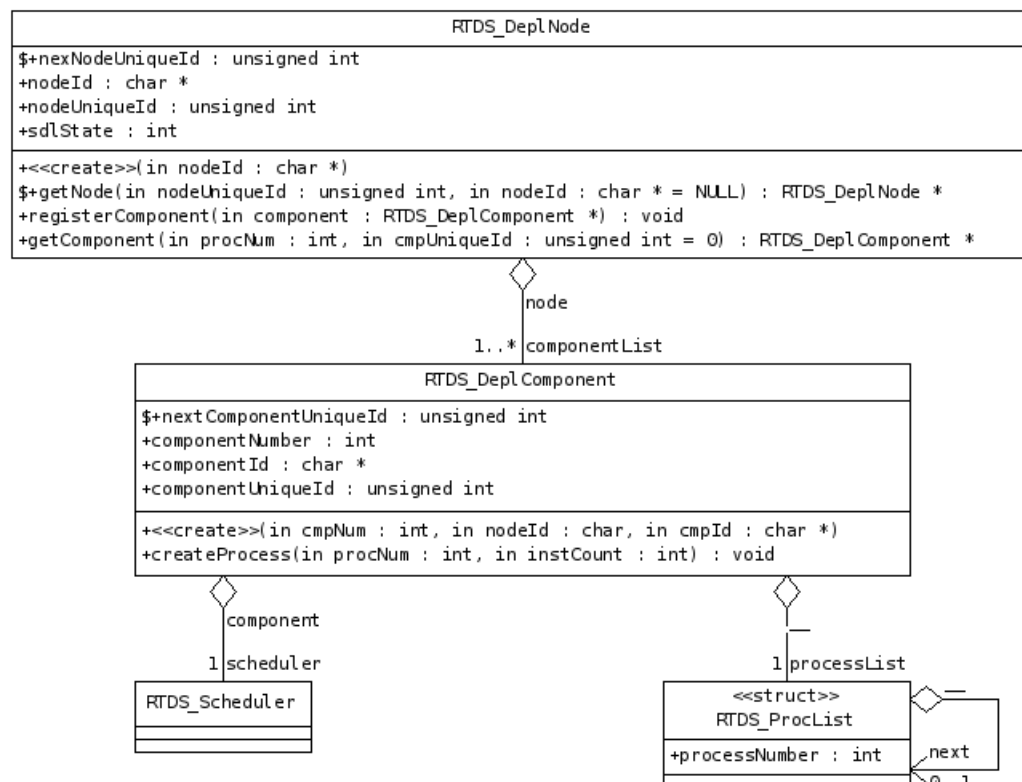 RTDS_DeplNode
$+nexNodeUniqueId : unsigned int
+nodeId : char *
+nodeUniqueId : unsigned int
+sdlState : int
+<<create>>(in nodeId : char *)
$+getNode(in nodeUniqueId : unsigned int, in nodeId : char * = NULL) : RTDS_DeplNode *
+registerComponent(in component : RTDS_DeplComponent *) : void
+getComponent(in procNum : int, in cmpUniqueId : unsigned int = 0) : RTDS_DeplComponent *
node
1..* componentList
RTDS_DeplComponent
$+nextComponentUniqueId : unsigned int
+componentNumber : int
+componentId : char *
+componentUniqueId : unsigned int
+<<create>>(in cmpNum : int, in nodeId : char, in cmpId : char *)
+createProcess(in procNum : int, in instCount : int) : void
component
1 scheduler
1 processList
RTDS_Scheduler
<<struct>>
RTDS_ProcList
+processNumber : int
next
0..1